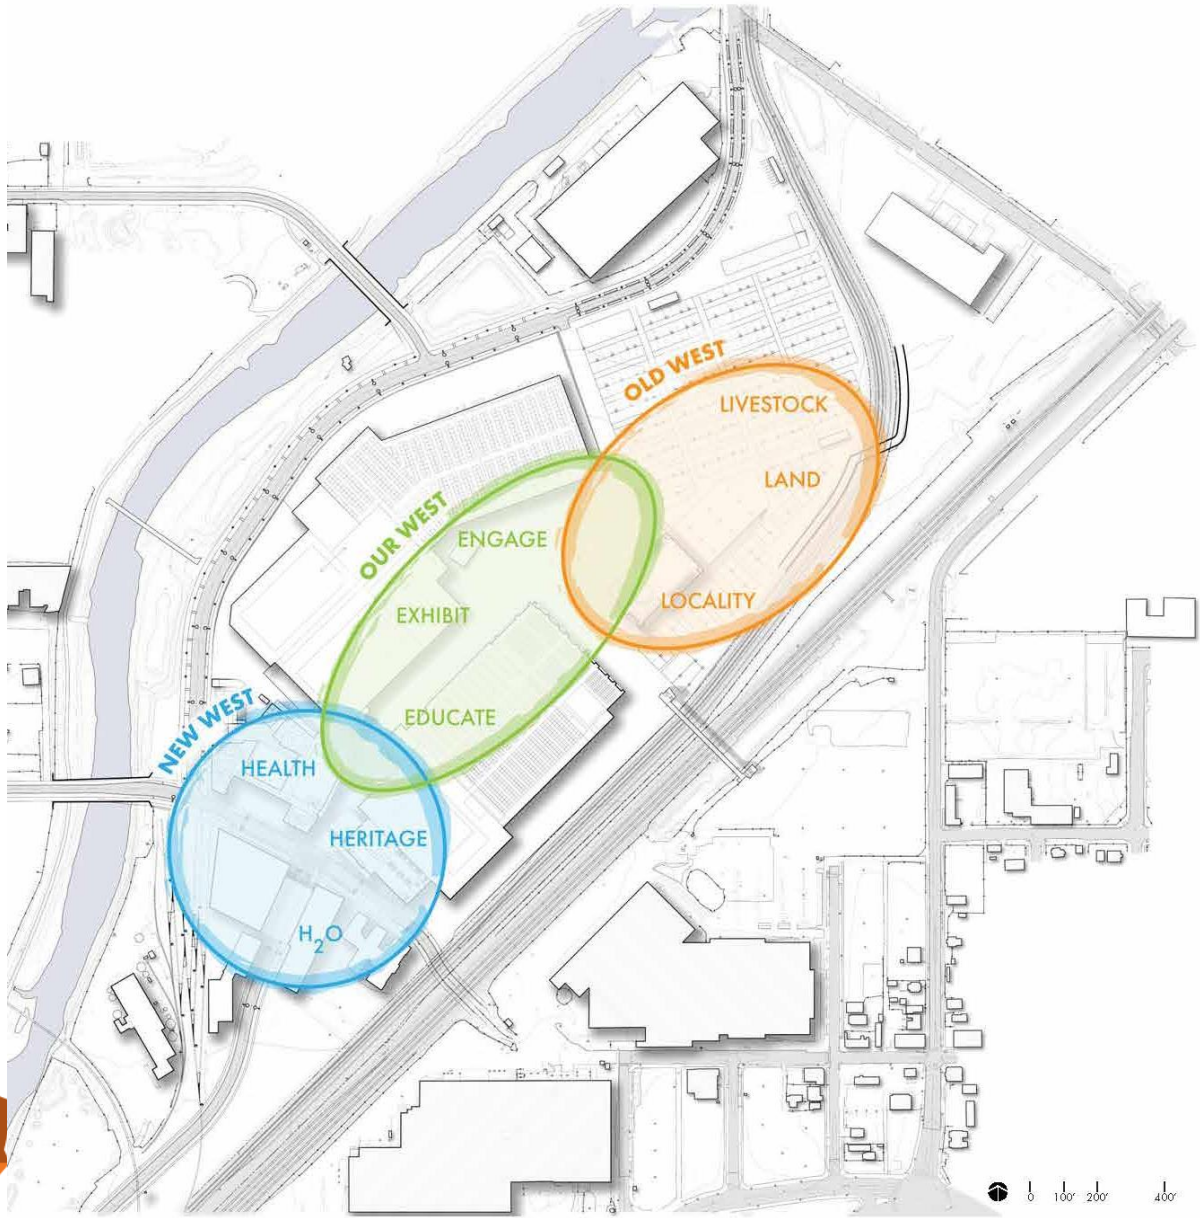 OLD WEST
LIVESTOCK
LAND
LOCALITY
OUR WEST
ENGAGE
EXHIBIT
EDUCATE
NEW WEST
HEALTH
HERITAGE
H₂O
0 100' 200' 400'